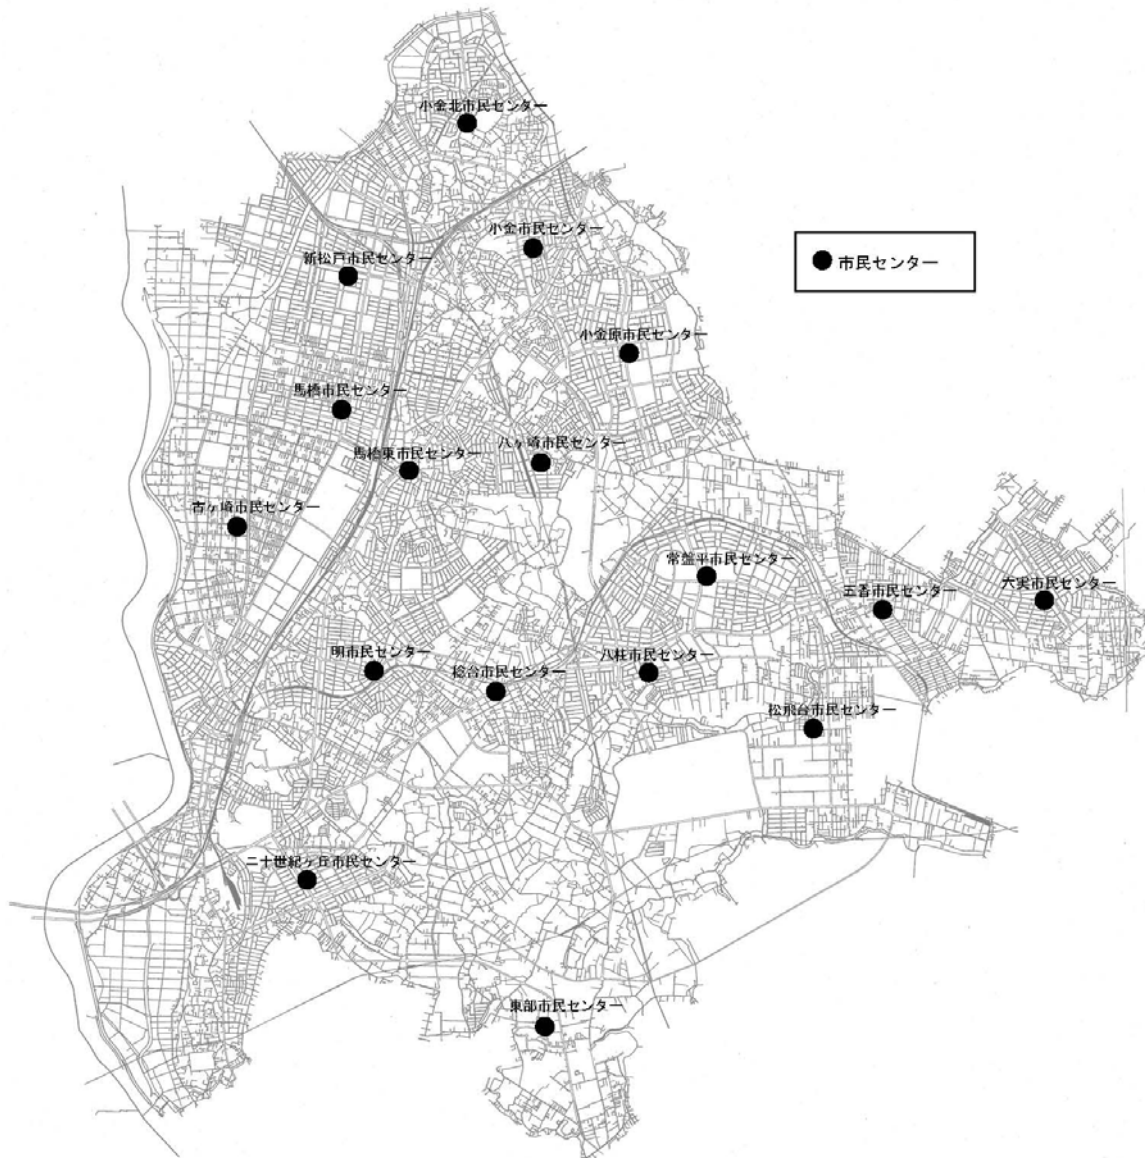 小金北市民センター
小金市民センター
新松戸市民センター
市民センター
小金原市民センター
馬橋市民センター
八ヶ崎市民センター
馬橋東市民センター
古ヶ崎市民センター
常盤平市民センター
五香市民センター
六実市民センター
明市民センター
稔台市民センター
八柱市民センター
松飛台市民センター
二十世紀ヶ丘市民センター
東部市民センター